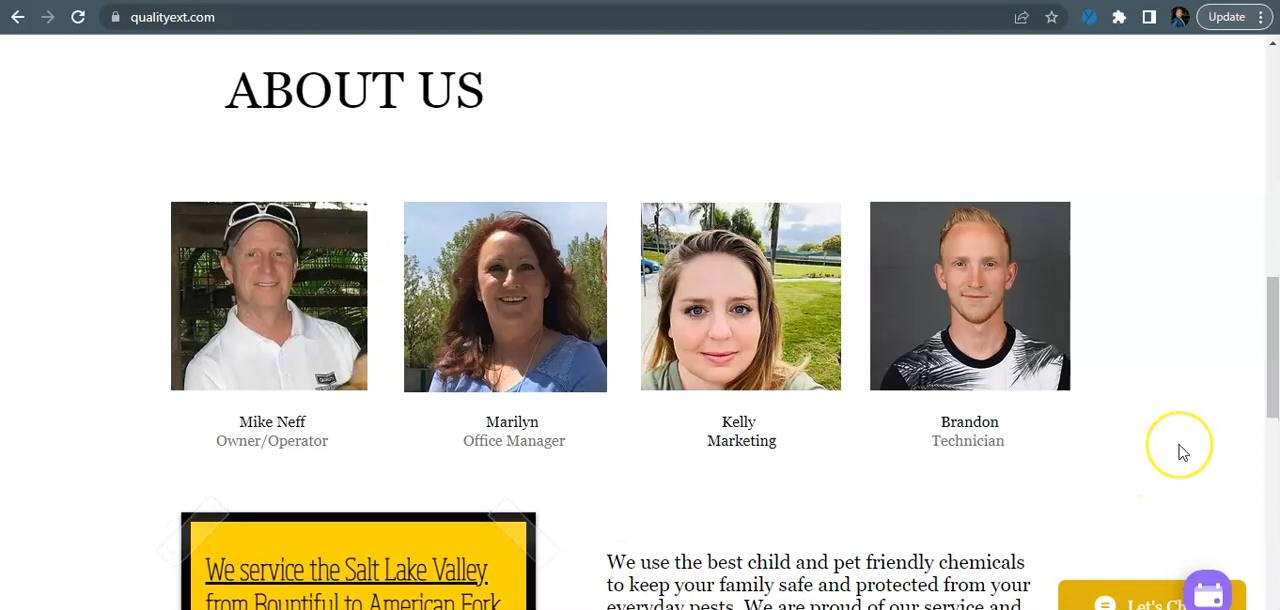 qualityext.com
Update
ABOUT US
Mike Neff
Owner/Operator
Marilyn
Office Manager
Kelly
Marketing
Brandon
Technician
We service the Salt Lake Valley
from Bountiful to American Fork
We use the best child and pet friendly chemicals
to keep your family safe and protected from your
everyday pests. We are proud of our service and
Let's Ch